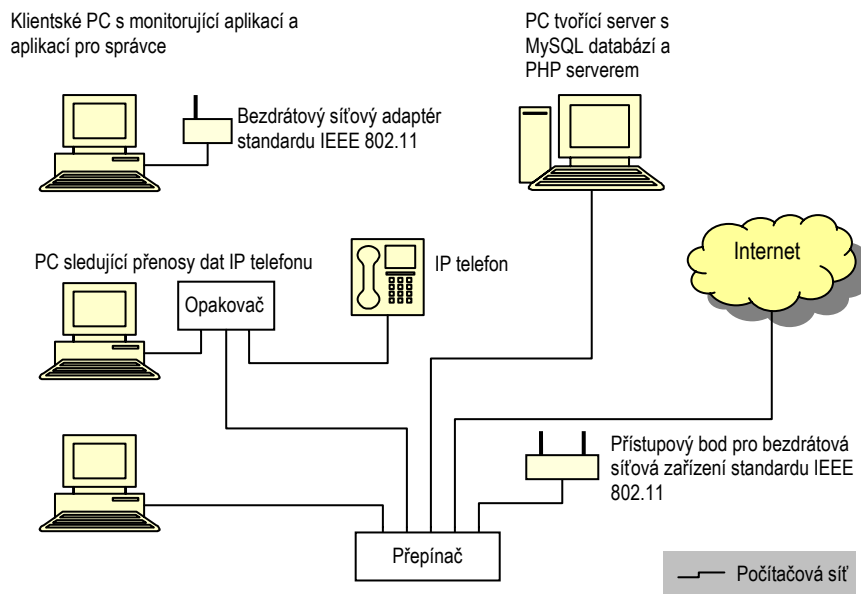 Klientské PC s monitorující aplikací a
aplikací pro správce
PC tvořící server s
MySQL databází a
PHP serverem
Bezdrátový síťový adaptér
standardu IEEE 802.11
PC sledující přenosy dat IP telefonu
IP telefon
Internet
Opakovač
Přístupový bod pro bezdrátová
síťová zařízení standardu IEEE
802.11
Přepínač
Počítačová síť